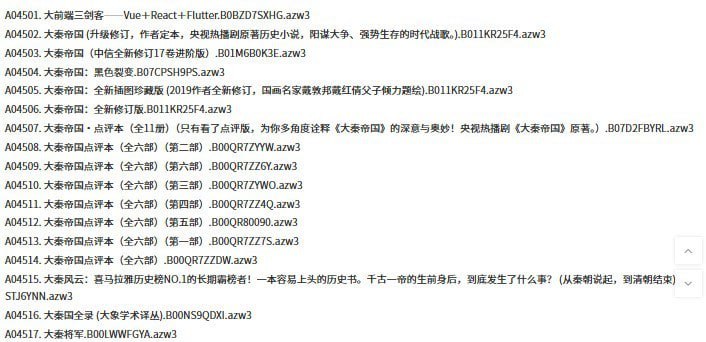 A04501. 大前端三剑客——Vue＋React＋Flutter.B0BZD7SXHG.azw3
A04502. 大秦帝国 (升级修订，作者定本，央视热播剧原著历史小说，阳谋大争、强势生存的时代战歌。).B011KR25F4.azw3
A04503. 大秦帝国（中信全新修订17卷进阶版）.B01M6B0K3E.azw3
A04504. 大秦帝国：黑色裂变.B07CPSH9PS.azw3
A04505. 大秦帝国：全新插图珍藏版 (2019作者全新修订，国画名家戴敦邦戴红倩父子倾力题绘).B011KR25F4.azw3
A04506. 大秦帝国：全新修订版.B011KR25F4.azw3
A04507. 大秦帝国·点评本（全11册）（只有看了点评版，为你多角度诠释《大秦帝国》的深意与奥妙！央视热播剧《大秦帝国》原著。）.B07D2FBYRL.azw3
A04508. 大秦帝国点评本（全六部）（第二部）.B00QR7ZYYW.azw3
A04509. 大秦帝国点评本（全六部）（第六部）.B00QR7ZZ6Y.azw3
A04510. 大秦帝国点评本（全六部）（第三部）.B00QR7ZYWO.azw3
A04511. 大秦帝国点评本（全六部）（第四部）.B00QR7ZZ4Q.azw3
A04512. 大秦帝国点评本（全六部）（第五部）.B00QR80090.azw3
A04513. 大秦帝国点评本（全六部）（第一部）.B00QR7ZZ7S.azw3
A04514. 大秦帝国点评本（全六部）.B00QR7ZZDW.azw3
A04515. 大秦风云：喜马拉雅历史榜NO.1的长期霸榜者！一本容易上头的历史书。千古一帝的生前身后，到底发生了什么事？ (从秦朝说起，到清朝结束)
STJ6YNN.azw3
A04516. 大秦国全录 (大象学术译丛).B00NS9QDXI.azw3
A04517. 大秦将军.B00LWWFGYA.azw3